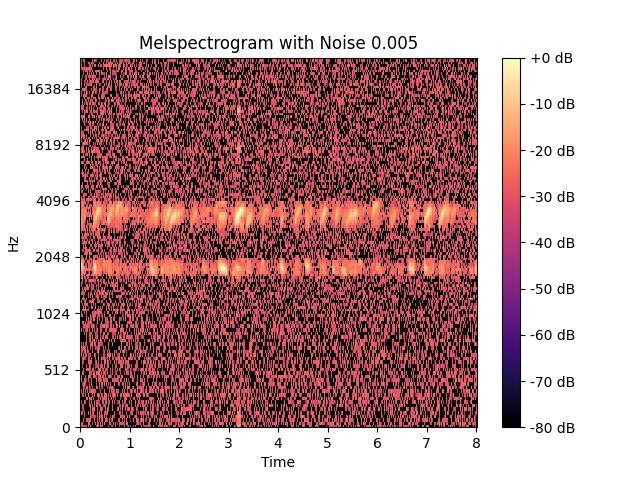 Melspectrogram with Noise 0.005
Hz
16384
8192
4096
2048
1024
512
0
0 1 2 3 4 5 6 7 8
Time
+0 dB
-10 dB
-20 dB
-30 dB
-40 dB
-50 dB
-60 dB
-70 dB
-80 dB